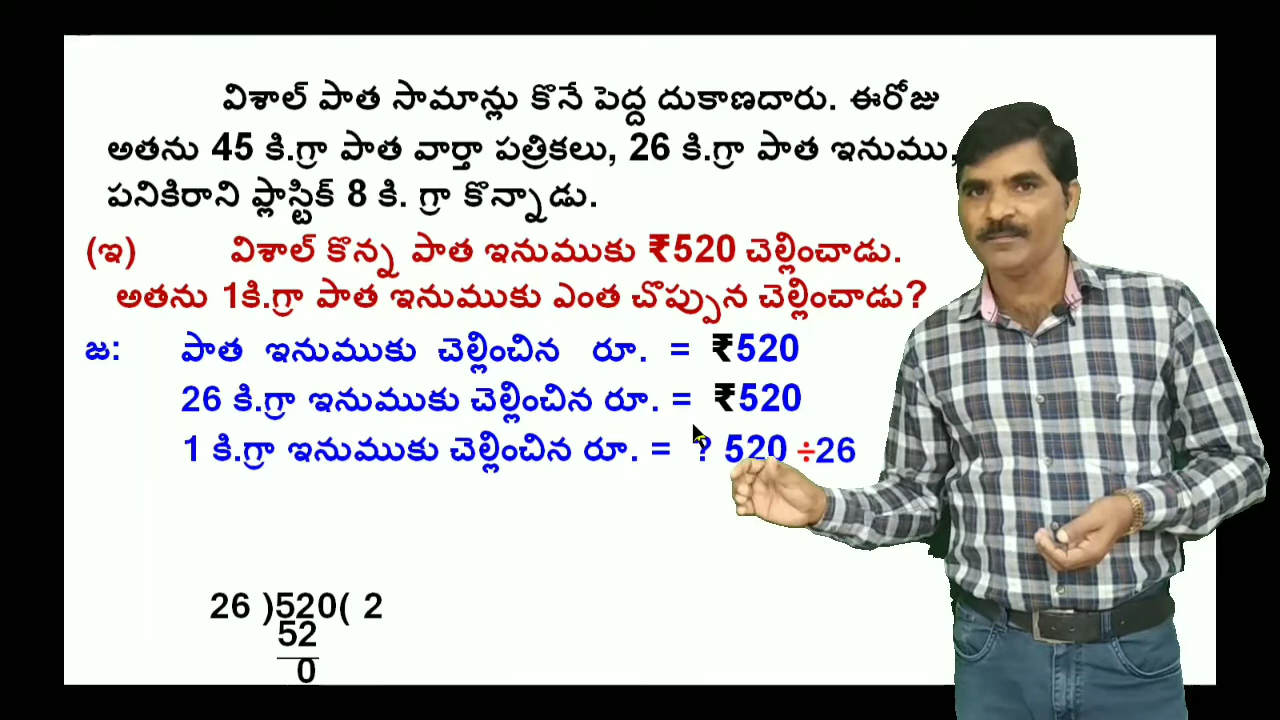 విశాల్ పాత సామాన్లు కొనే పెద్ద దుకాణదారు. ఈరోజు
అతను 45 కి.గ్రా పాత వార్తా పత్రికలు, 26 కి.గ్రా పాత ఇనుము,
పనికిరాని ప్లాస్టిక్ 8 కి. గ్రా కొన్నాడు.
(ఇ) విశాల్ కొన్న పాత ఇనుముకు ₹520 చెల్లించాడు.
అతను 1కి.గ్రా పాత ఇనుముకు ఎంత చొప్పున చెల్లించాడు?
జ: పాత ఇనుముకు చెల్లించిన రూ. = ₹520
26 కి.గ్రా ఇనుముకు చెల్లించిన రూ. = ₹520
1 కి.గ్రా ఇనుముకు చెల్లించిన రూ. = ? 520 ÷26
26 )520( 2
52
0